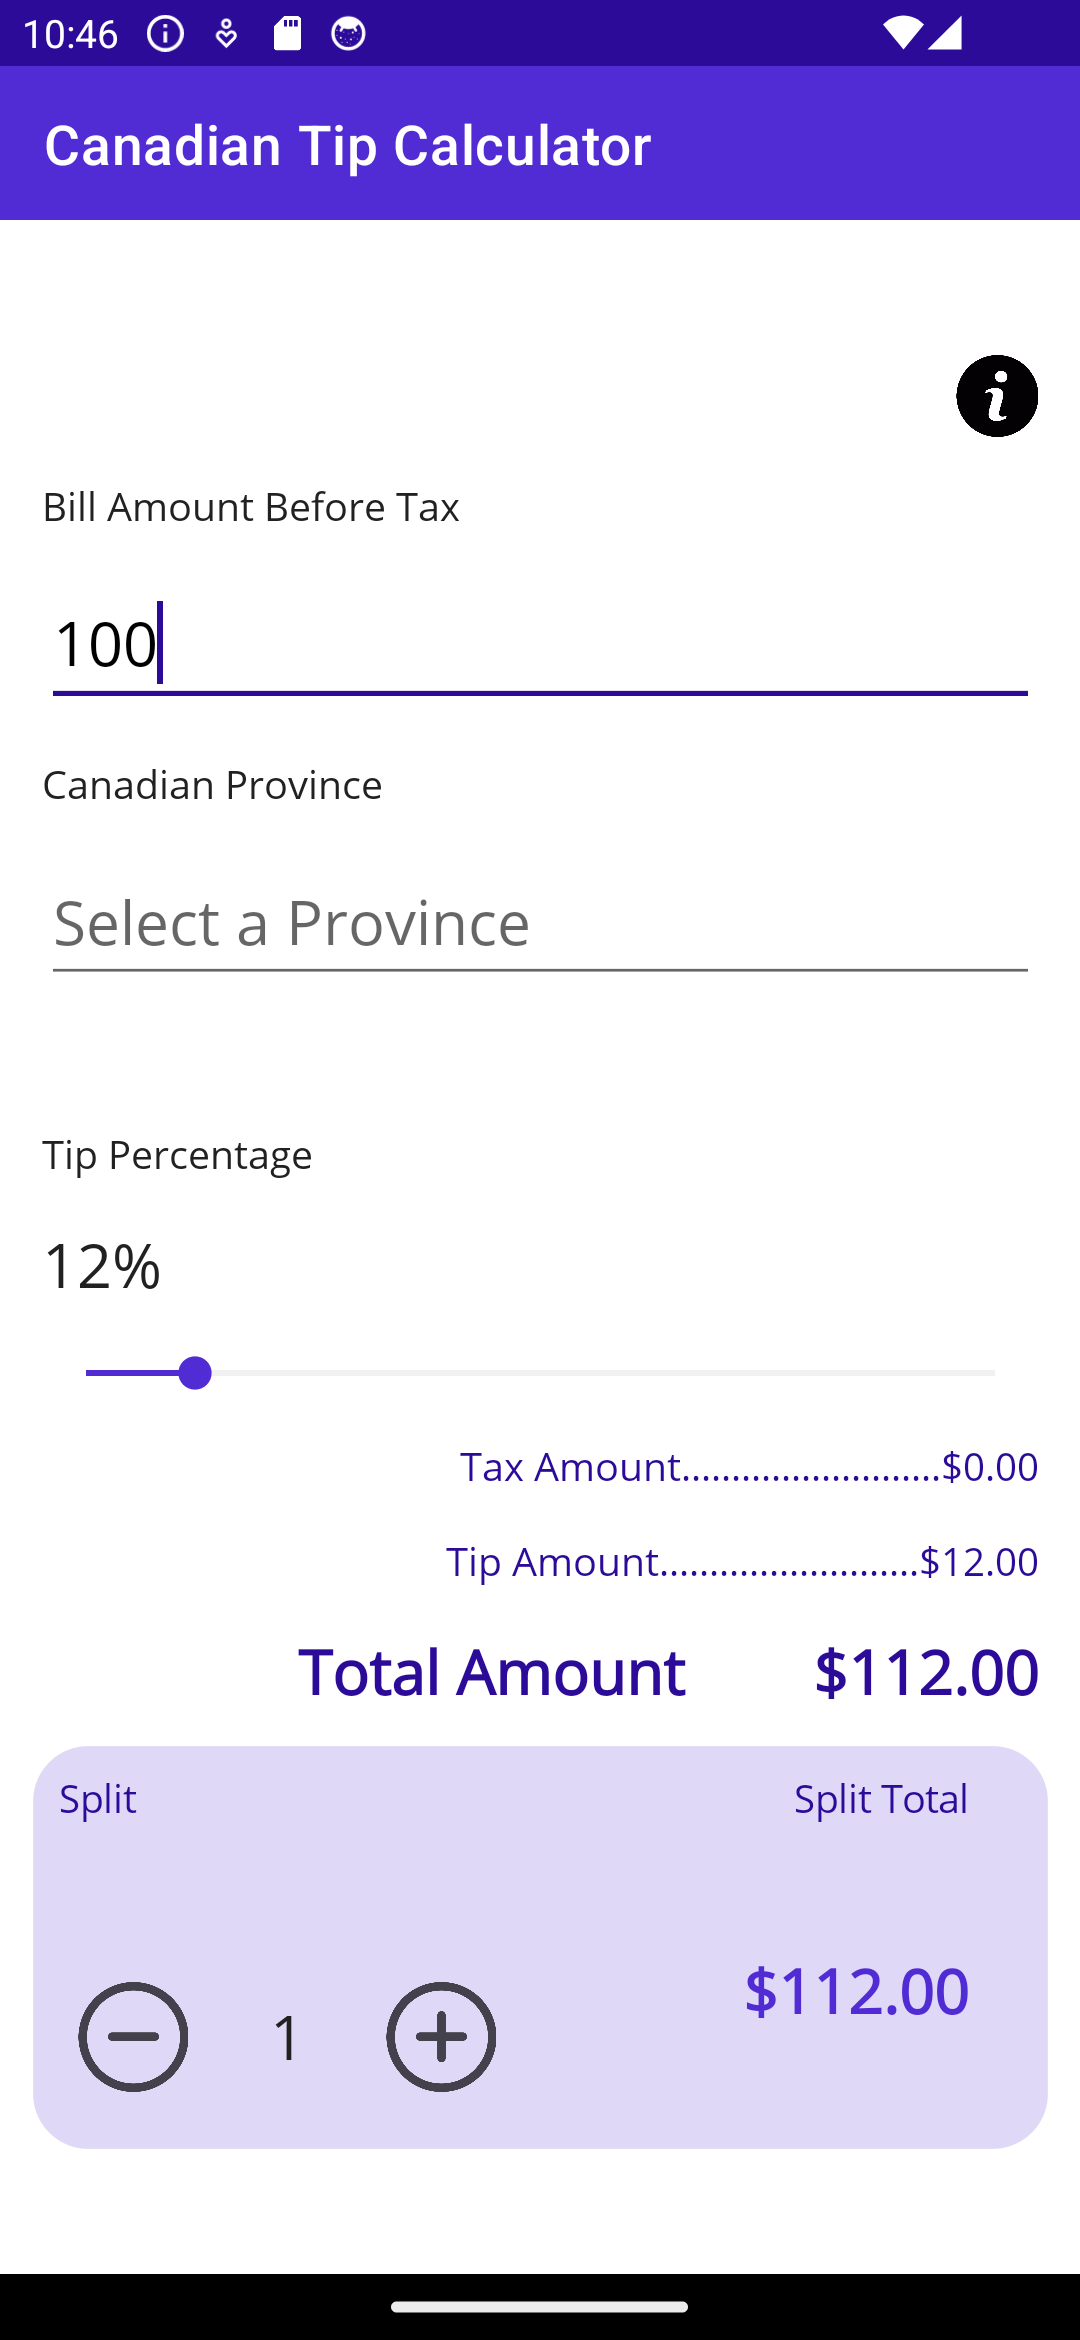 10:46
Canadian Tip Calculator
Bill Amount Before Tax
100
Canadian Province
Select a Province
Tip Percentage
12%
Tax Amount..........................$0.00
Tip Amount..........................$12.00
Total Amount $112.00
Split Split Total
$112.00
1